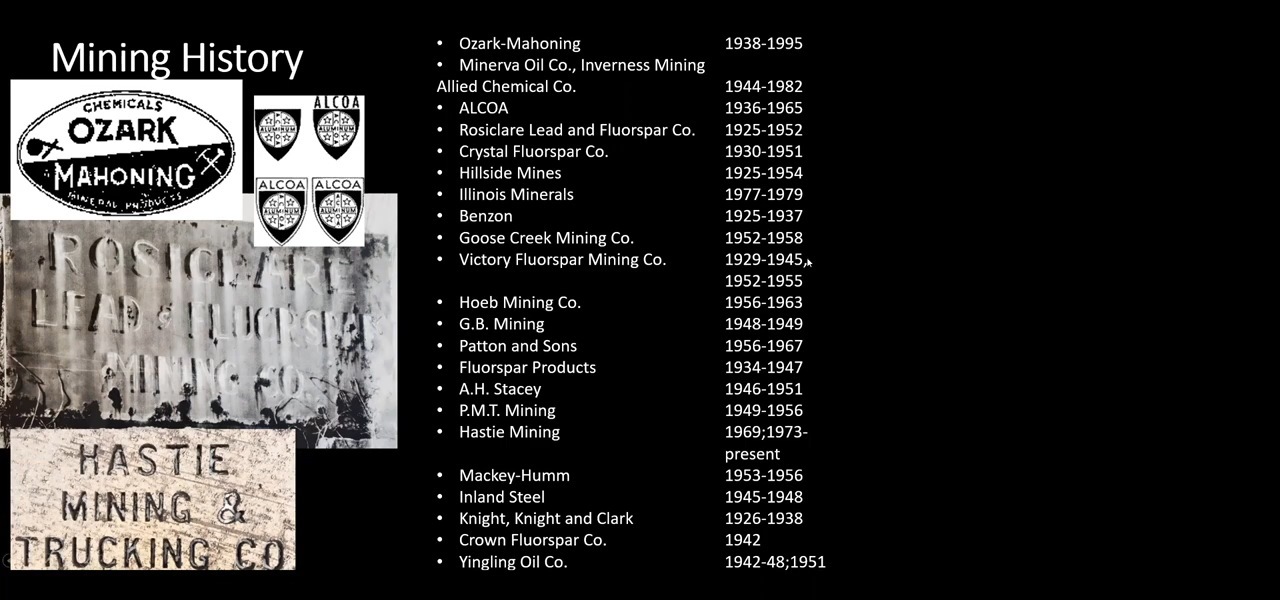 Mining History
CHEMICALS
OZARK
MAHONING
MINERAL PRODUCTS
ALCOA
ALUMINUM
ALUMINUM
ALCOA
ALCOA
ALUMINUM
ALUMINUM
ROSICLARE
LEAD & FLUORSPAR
MINING CO.
HASTIE
MINING &
TRUCKING CO
• Ozark-Mahoning 1938-1995
• Minerva Oil Co., Inverness Mining
Allied Chemical Co. 1944-1982
• ALCOA 1936-1965
• Rosiclare Lead and Fluorspar Co. 1925-1952
• Crystal Fluorspar Co. 1930-1951
• Hillside Mines 1925-1954
• Illinois Minerals 1977-1979
• Benzon 1925-1937
• Goose Creek Mining Co. 1952-1958
• Victory Fluorspar Mining Co. 1929-1945,
1952-1955
• Hoeb Mining Co. 1956-1963
• G.B. Mining 1948-1949
• Patton and Sons 1956-1967
• Fluorspar Products 1934-1947
• A.H. Stacey 1946-1951
• P.M.T. Mining 1949-1956
• Hastie Mining 1969;1973-
present
• Mackey-Humm 1953-1956
• Inland Steel 1945-1948
• Knight, Knight and Clark 1926-1938
• Crown Fluorspar Co. 1942
• Yingling Oil Co. 1942-48;1951